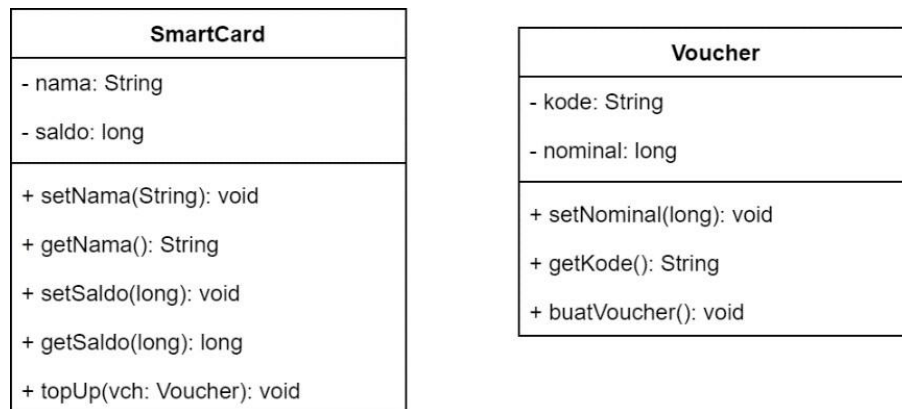 SmartCard
- nama: String
- saldo: long
+ setNama(String): void
+ getNama(): String
+ setSaldo(long): void
+ getSaldo(long): long
+ topUp(vch: Voucher): void
Voucher
- kode: String
- nominal: long
+ setNominal(long): void
+ getKode(): String
+ buatVoucher(): void